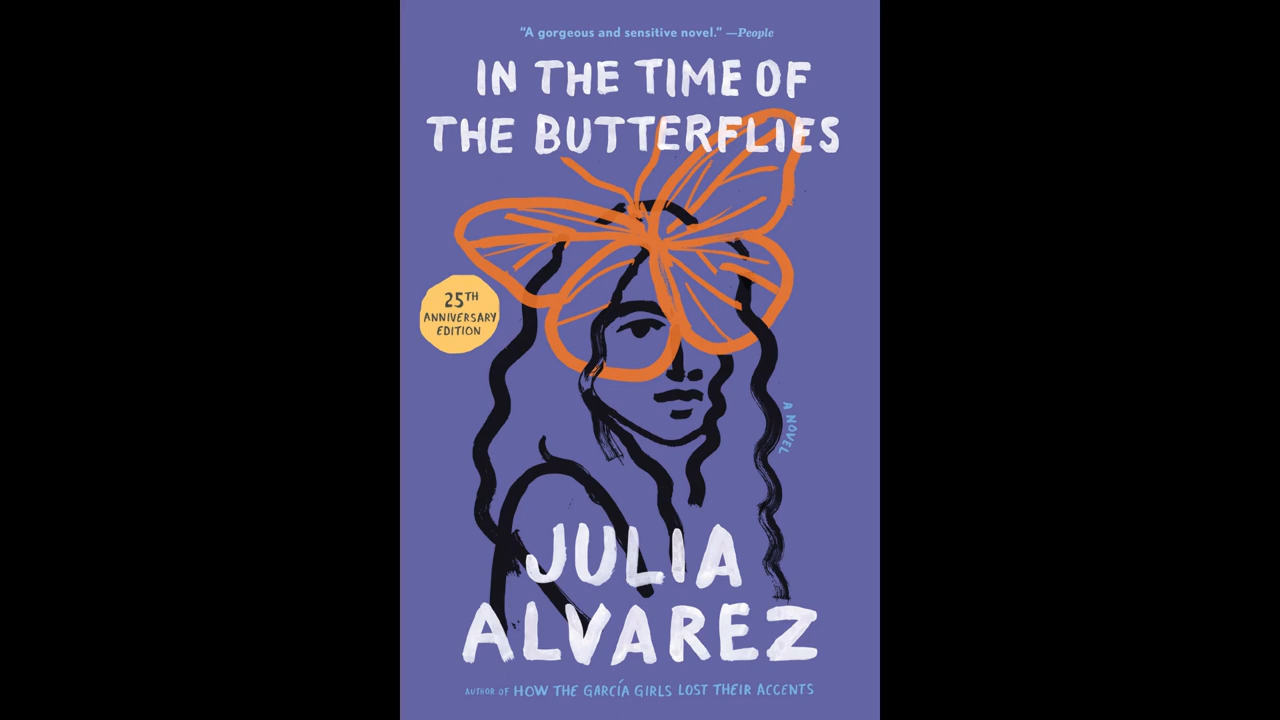 “A gorgeous and sensitive novel.” —People
IN THE TIME OF
THE BUTTERFLIES
25TH
ANNIVERSARY
EDITION
A NOVEL
JULIA
ALVAREZ
AUTHOR OF HOW THE GARCÍA GIRLS LOST THEIR ACCENTS